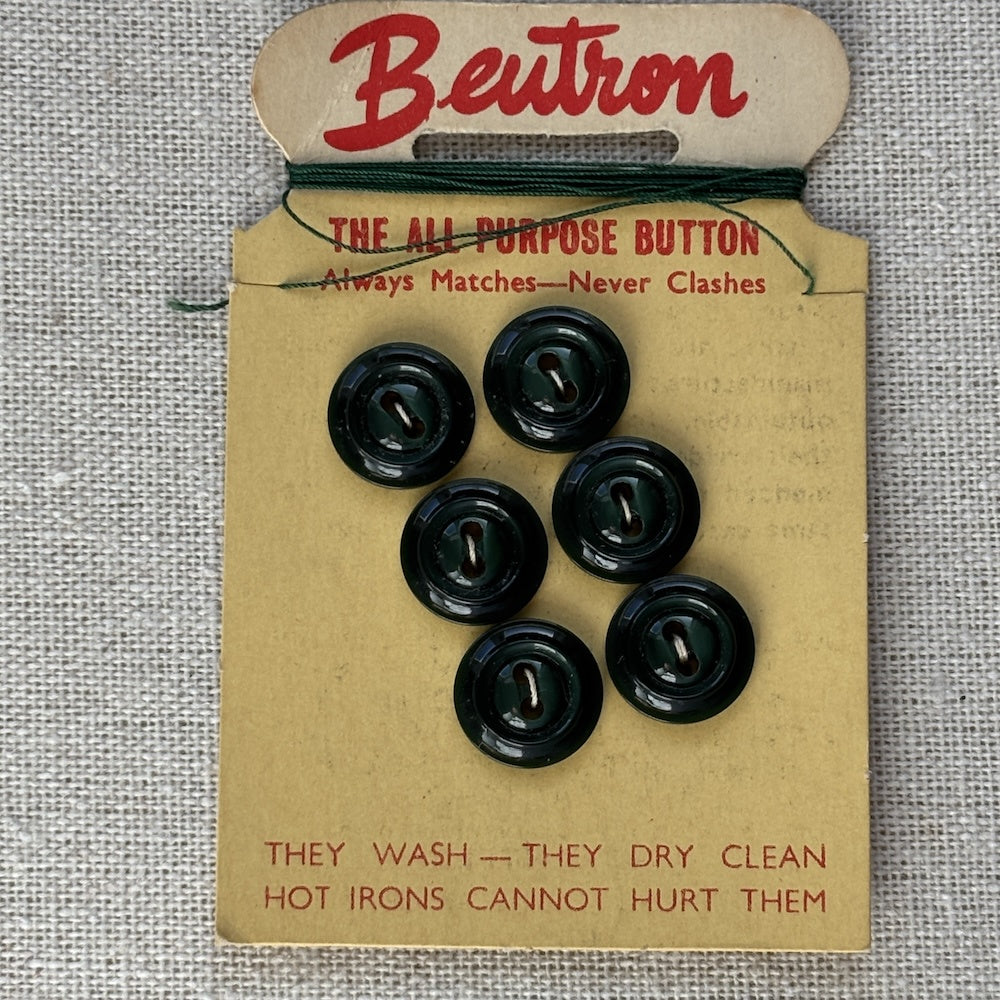 Beutron
THE ALL PURPOSE BUTTON
Always Matches—Never Clashes
THEY WASH — THEY DRY CLEAN
HOT IRONS CANNOT HURT THEM